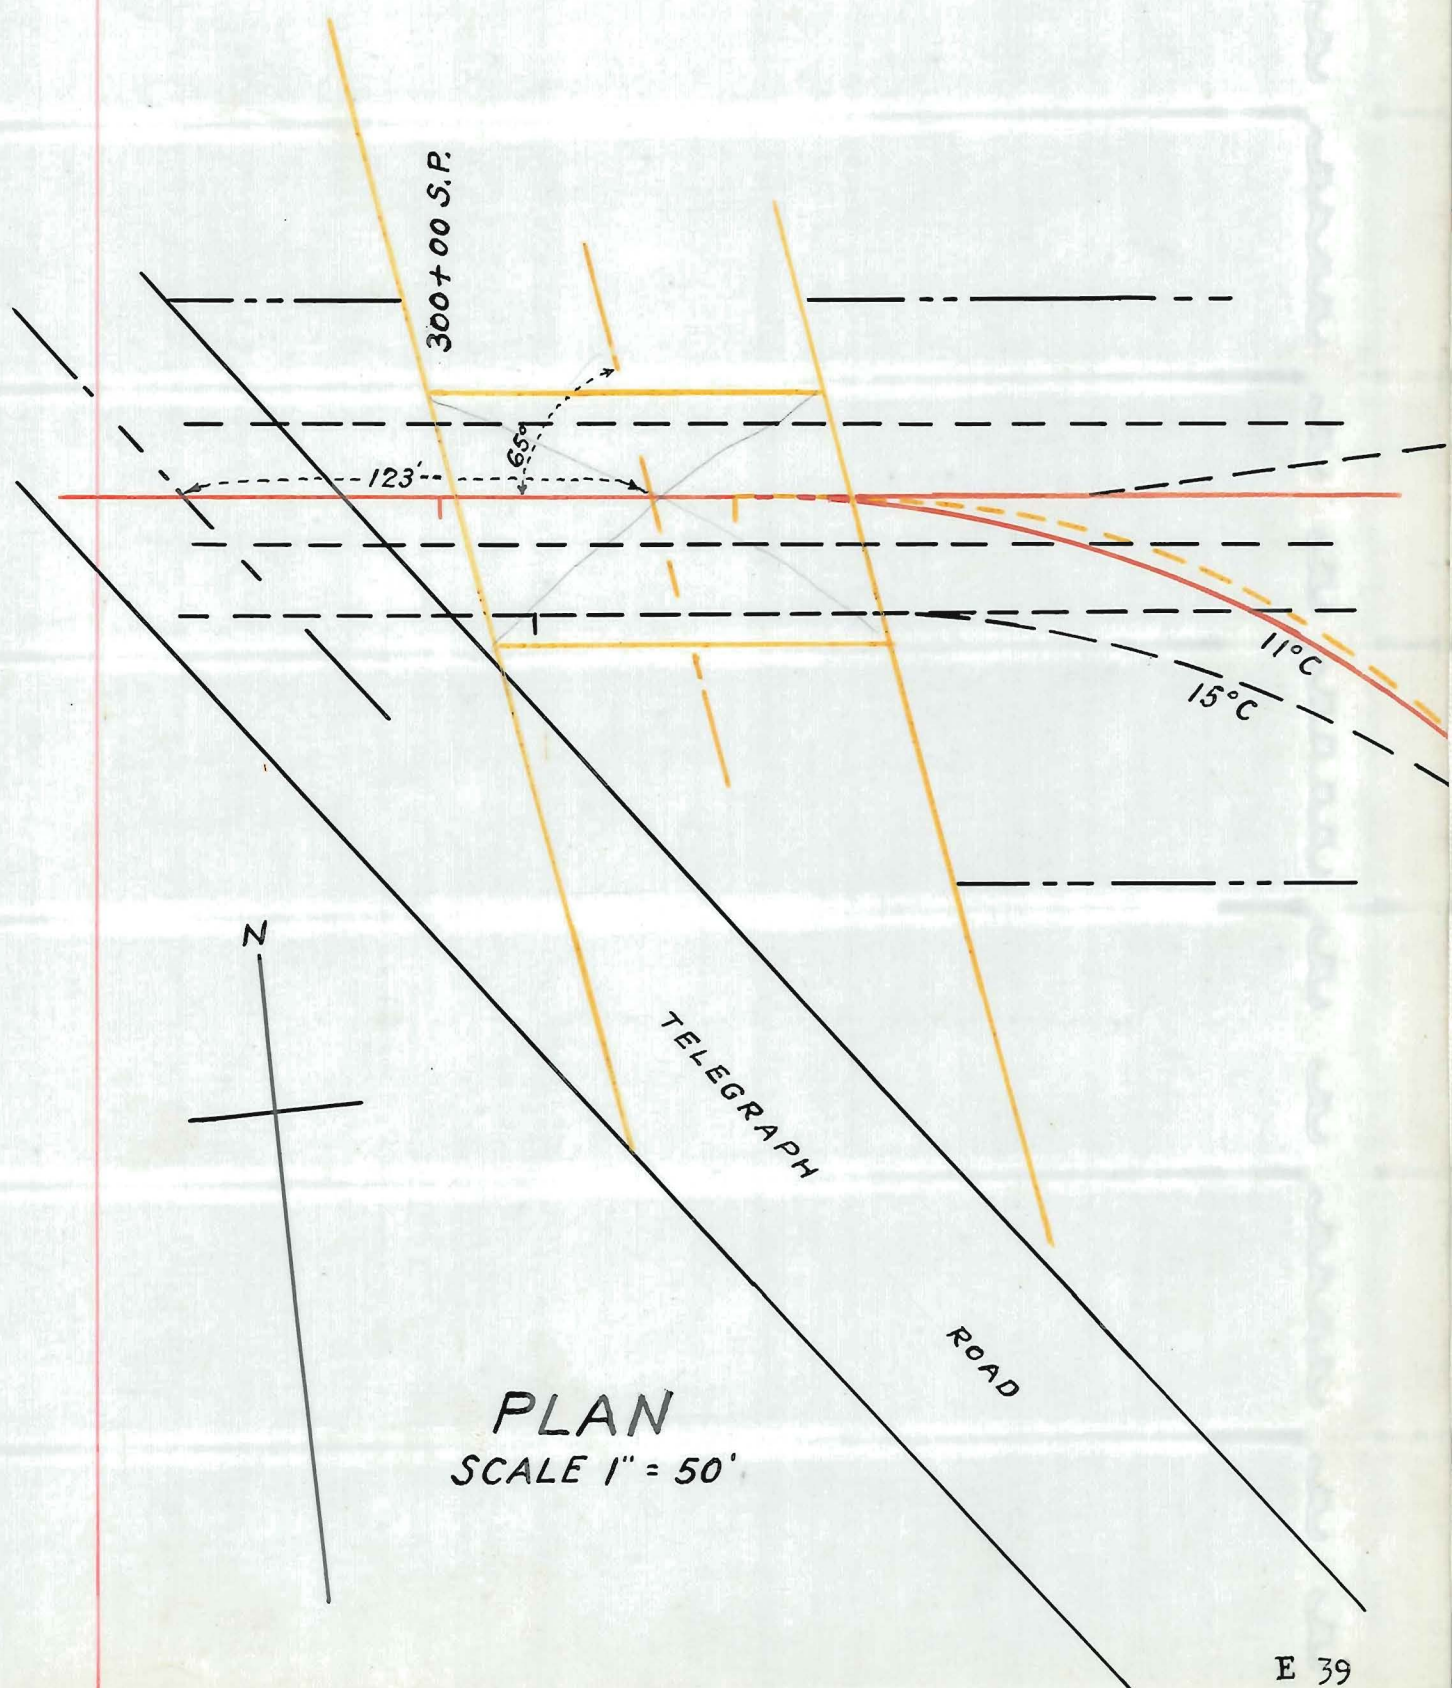 300+00 S.P.
65°
123'
11°C
15°C
N
TELEGRAPH
ROAD
PLAN
SCALE 1" = 50'
E 39